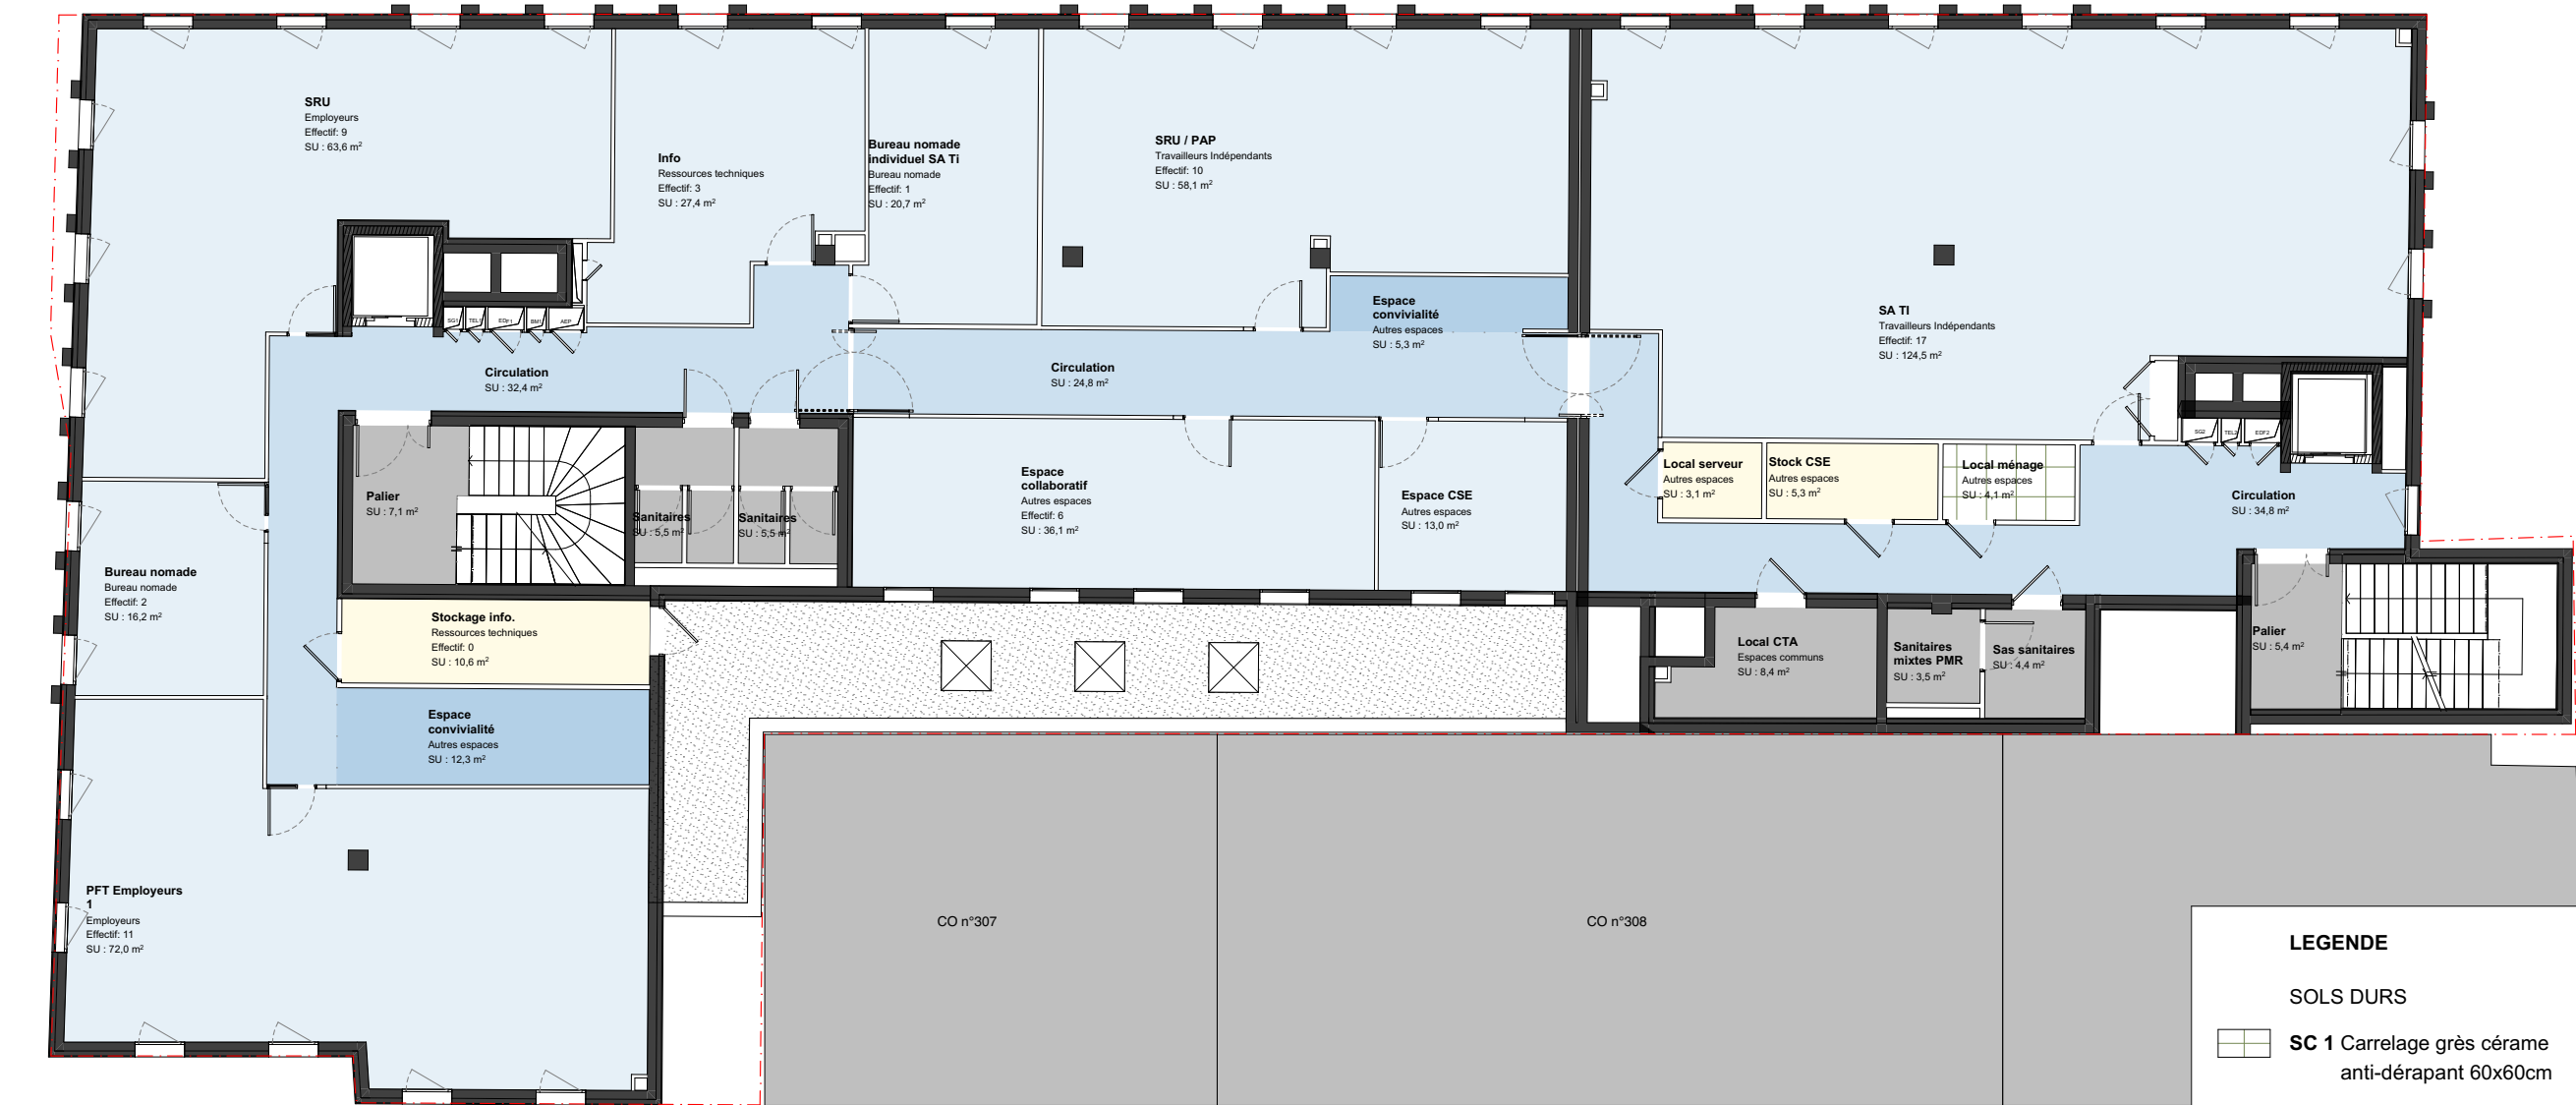 SRU
Employeurs
Effectif: 9
SU : 63,6 m²
Info
Ressources techniques
Effectif: 3
SU : 27,4 m²
Bureau nomade
individuel SA Ti
Bureau nomade
Effectif: 1
SU : 20,7 m²
SRU / PAP
Travailleurs Indépendants
Effectif: 10
SU : 58,1 m²
Espace
convivialité
Autres espaces
SU : 5,3 m²
SA TI
Travailleurs Indépendants
Effectif: 17
SU : 124,5 m²
SG1
TEL1
EDF1
BM1
AEP
Circulation
SU : 32,4 m²
Circulation
SU : 24,8 m²
SG2
TEL2
EDF2
Palier
SU : 7,1 m²
Sanitaires
SU : 5,5 m²
Sanitaires
SU : 5,5 m²
Espace
collaboratif
Autres espaces
Effectif: 6
SU : 36,1 m²
Espace CSE
Autres espaces
SU : 13,0 m²
Local serveur
Autres espaces
SU : 3,1 m²
Stock CSE
Autres espaces
SU : 5,3 m²
Local ménage
Autres espaces
SU : 4,1 m²
Circulation
SU : 34,8 m²
Bureau nomade
Bureau nomade
Effectif: 2
SU : 16,2 m²
Stockage info.
Ressources techniques
Effectif: 0
SU : 10,6 m²
Local CTA
Espaces communs
SU : 8,4 m²
Sanitaires
mixtes PMR
SU : 3,5 m²
Sas sanitaires
SU : 4,4 m²
Palier
SU : 5,4 m²
Espace
convivialité
Autres espaces
SU : 12,3 m²
PFT Employeurs
1
Employeurs
Effectif: 11
SU : 72,0 m²
CO n°307
CO n°308
LEGENDE
SOLS DURS
SC 1 Carrelage grès cérame
anti-dérapant 60x60cm